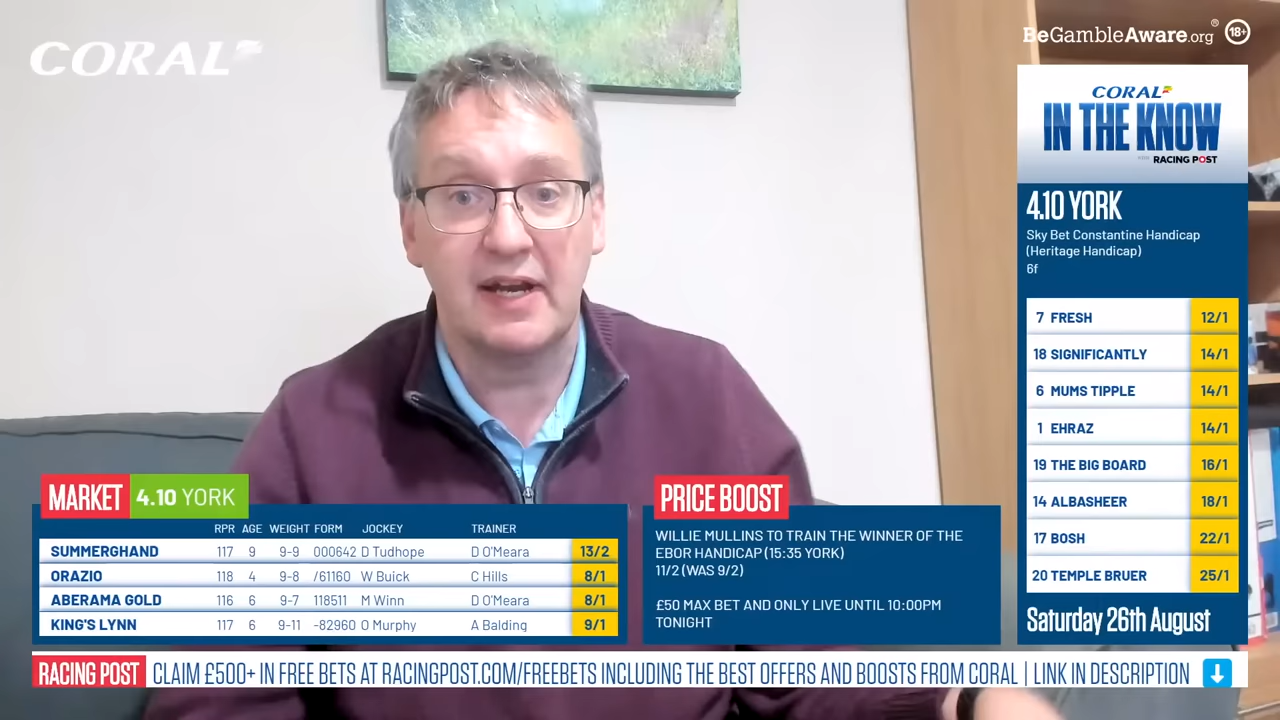 CORAL
BeGambleAware.org® 18+
CORAL
IN THE KNOW
WITH RACING POST
4.10 YORK
Sky Bet Constantine Handicap
(Heritage Handicap)
6f
7 FRESH 12/1
18 SIGNIFICANTLY 14/1
6 MUMS TIPPLE 14/1
1 EHRAZ 14/1
19 THE BIG BOARD 16/1
14 ALBASHEER 18/1
17 BOSH 22/1
20 TEMPLE BRUER 25/1
Saturday 26th August
MARKET 4.10 YORK
RPR AGE WEIGHT FORM JOCKEY TRAINER
SUMMERGHAND 117 9 9-9 000642 D Tudhope D O'Meara 13/2
ORAZIO 118 4 9-8 /61160 W Buick C Hills 8/1
ABERAMA GOLD 116 6 9-7 118511 M Winn D O'Meara 8/1
KING'S LYNN 117 6 9-11 -82960 O Murphy A Balding 9/1
PRICE BOOST
WILLIE MULLINS TO TRAIN THE WINNER OF THE
EBOR HANDICAP (15:35 YORK)
11/2 (WAS 9/2)
£50 MAX BET AND ONLY LIVE UNTIL 10:00PM
TONIGHT
RACING POST CLAIM £500+ IN FREE BETS AT RACINGPOST.COM/FREEBETS INCLUDING THE BEST OFFERS AND BOOSTS FROM CORAL | LINK IN DESCRIPTION